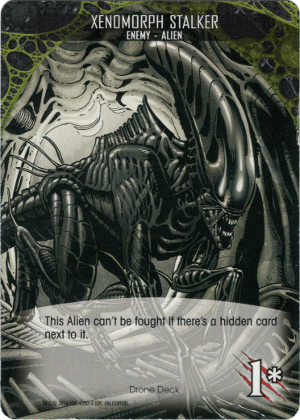 XENOMORPH STALKER
ENEMY - ALIEN
This Alien can't be fought if there's a hidden card
next to it.
Drone Deck
1*